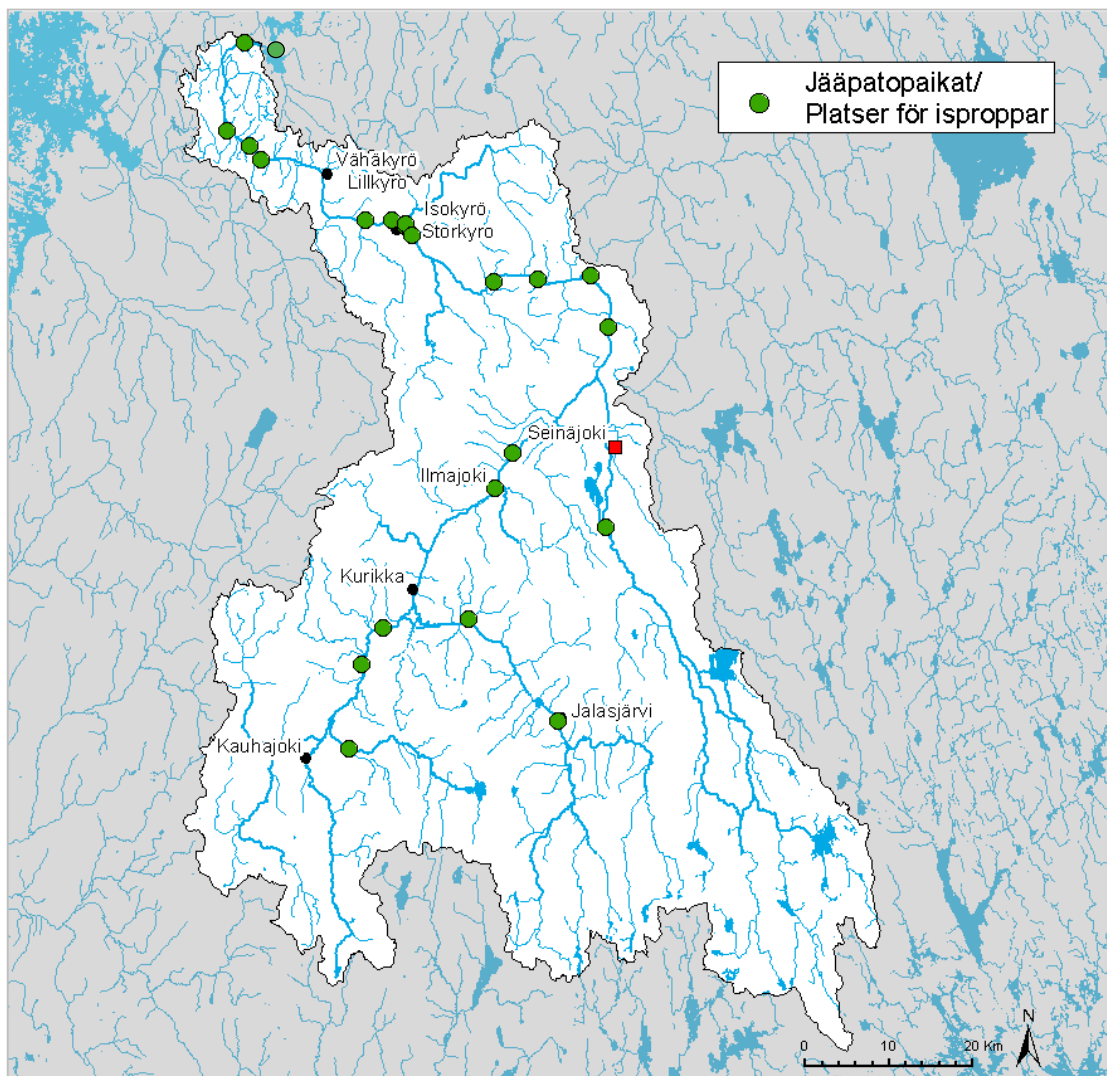 Jääpatopaikat/
Platser för isproppar
Vähäkyrö
Lillkyro
Isokyrö
Storkyro
Seinäjoki
Ilmajoki
Kurikka
Jalasjärvi
Kauhajoki
N
0 10 20 Km